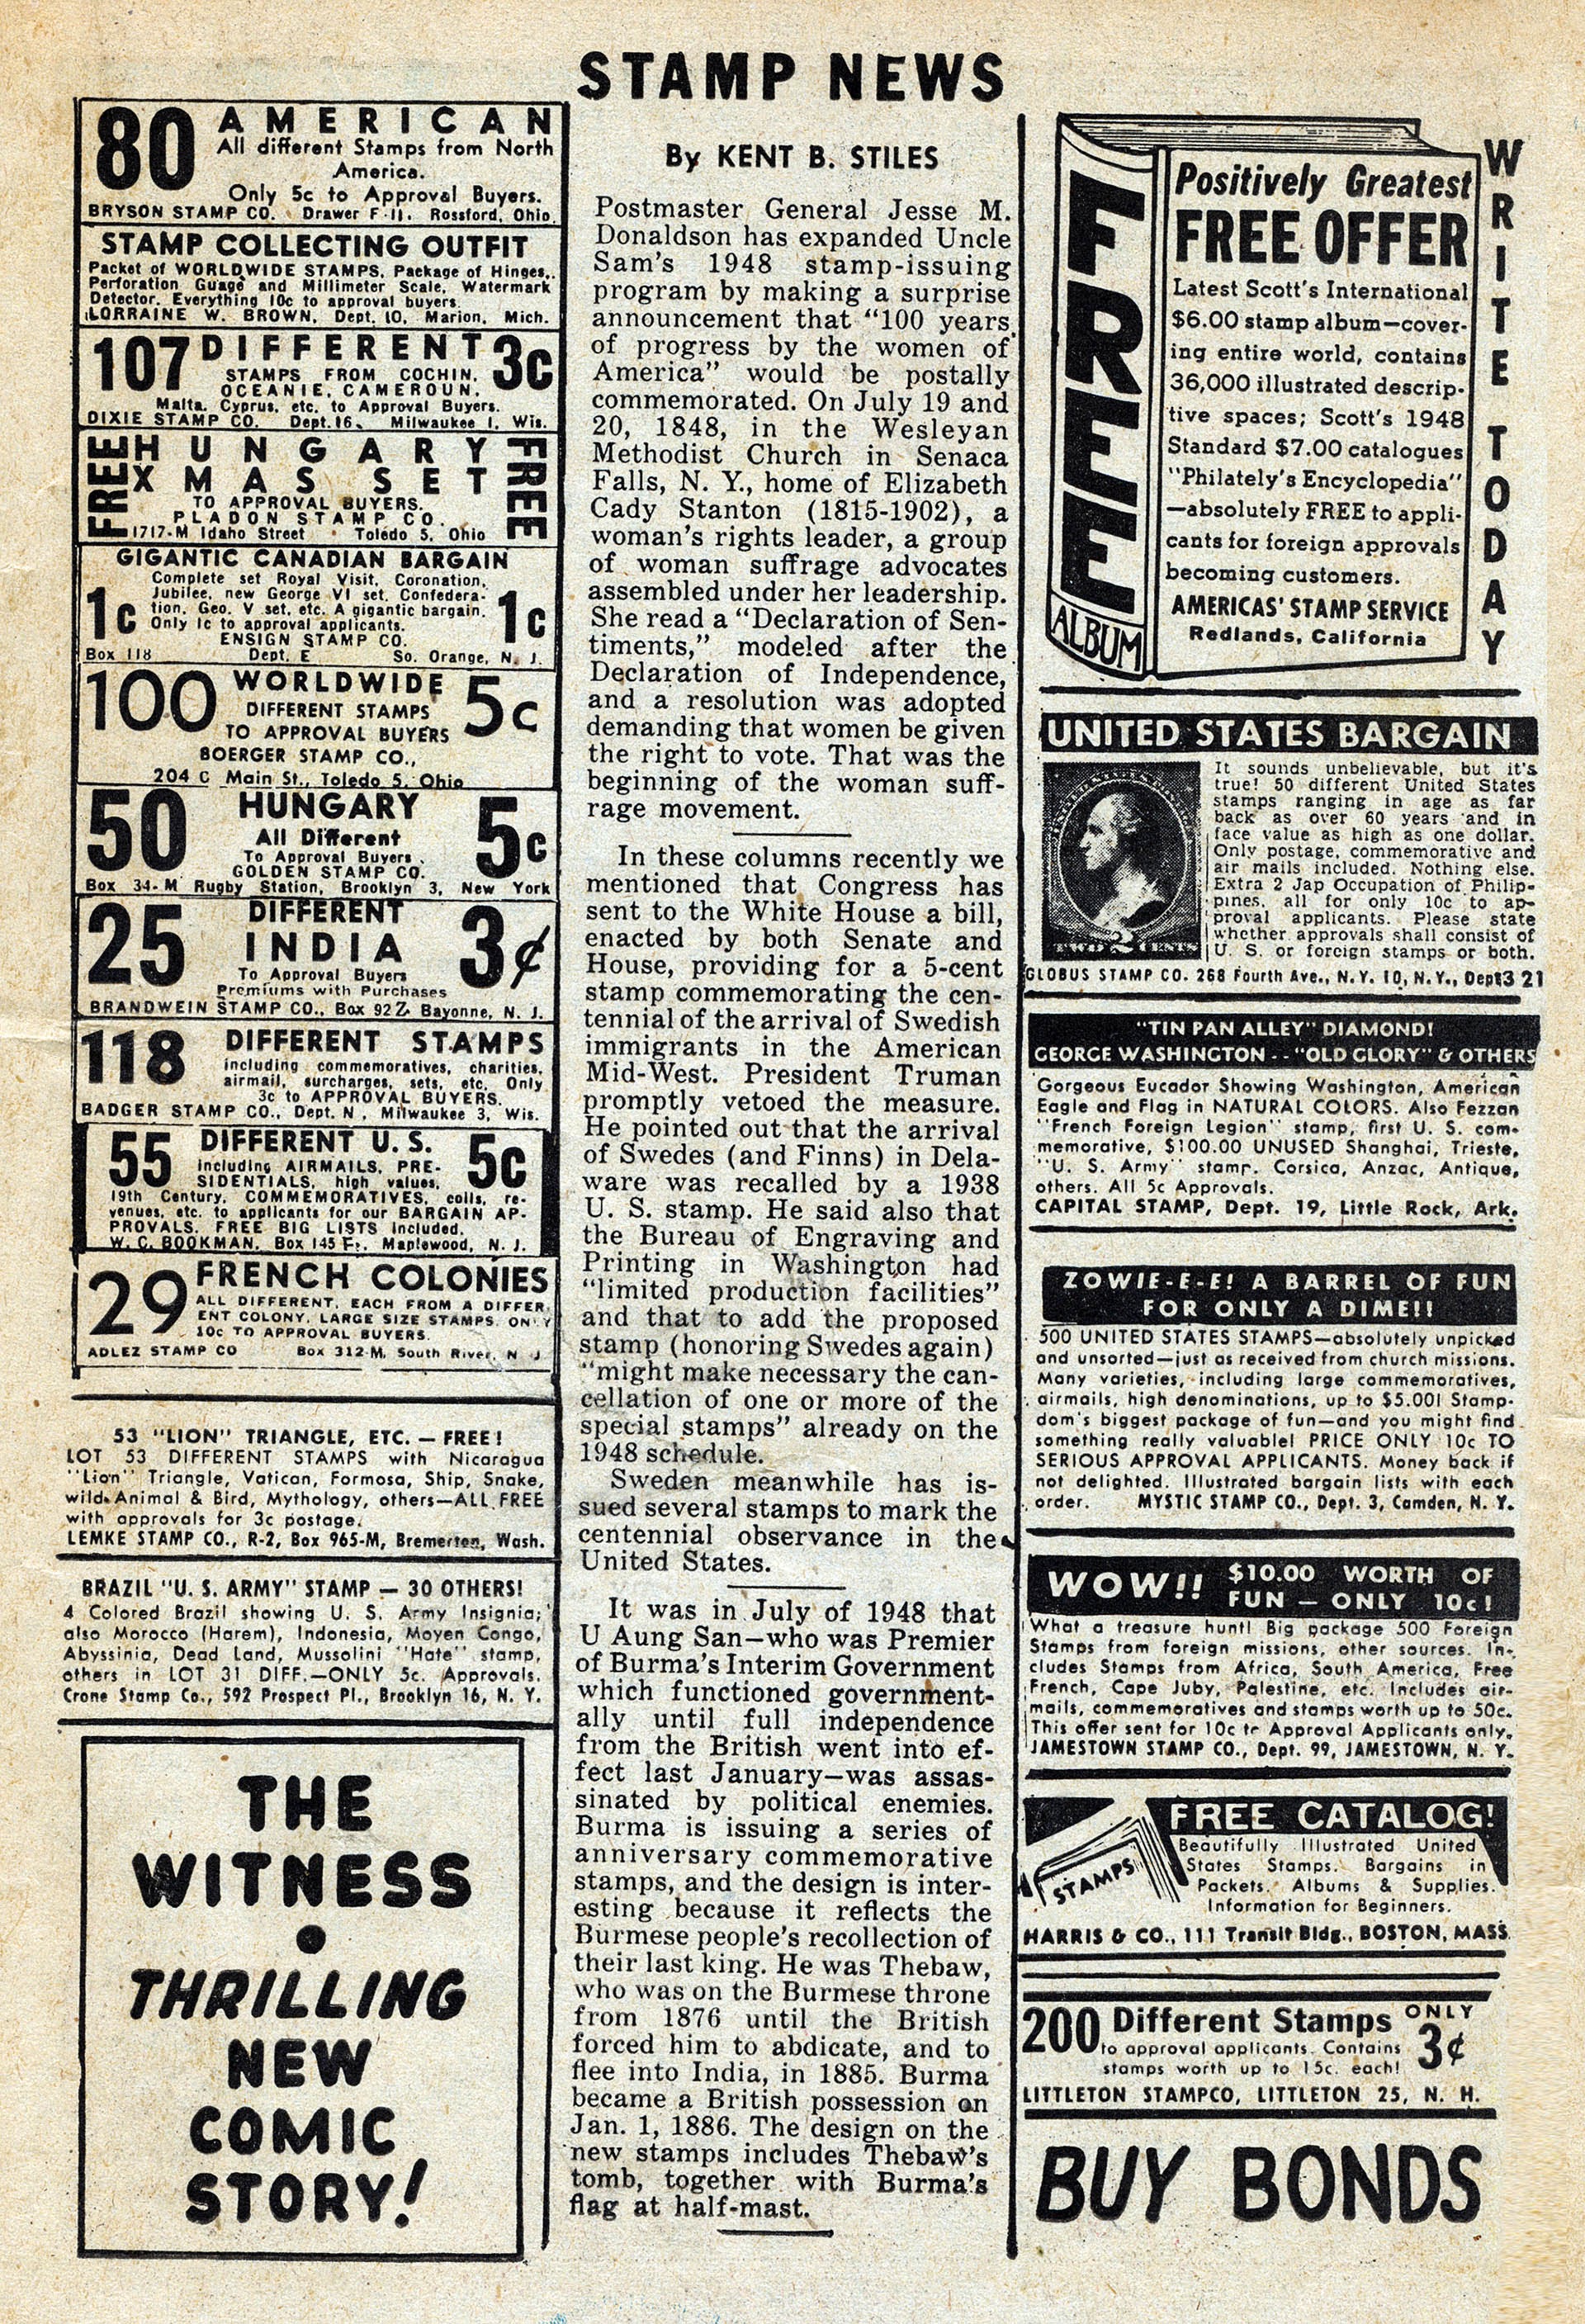 STAMP NEWS
80 AMERICAN
All different Stamps from North
America.
Only 5c to Approval Buyers.
BRYSON STAMP CO. Drawer F-11, Rossford, Ohio
STAMP COLLECTING OUTFIT
Packet of WORLDWIDE STAMPS, Package of Hinges,
Perforation Guage and Millimeter Scale, Watermark
Detector. Everything 10c to approval buyers.
LORRAINE W. BROWN, Dept. 10, Marion, Mich.
107 DIFFERENT 3c
STAMPS FROM COCHIN,
OCEANIE, CAMEROUN,
Malta, Cyprus, etc. to Approval Buyers.
DIXIE STAMP CO. Dept. 16, Milwaukee 1, Wis.
FREE HUNGARY FREE
XMAS SET
TO APPROVAL BUYERS.
PLADON STAMP CO.
1717-M Idaho Street Toledo 5, Ohio
GIGANTIC CANADIAN BARGAIN
1c Complete set Royal Visit, Coronation, 1c
Jubilee, new George VI set, Confedera-
tion, Geo. V set, etc. A gigantic bargain.
Only 1c to approval applicants.
ENSIGN STAMP CO.
Box 118 Dept. E So. Orange, N. J.
100 WORLDWIDE 5c
DIFFERENT STAMPS
TO APPROVAL BUYERS
BOERGER STAMP CO.,
204 C Main St., Toledo 5, Ohio
50 HUNGARY 5c
All Different
To Approval Buyers
GOLDEN STAMP CO.
Box 34-M Rugby Station, Brooklyn 3, New York
25 DIFFERENT 3¢
INDIA
To Approval Buyers
Premiums with Purchases
BRANDWEIN STAMP CO., Box 92Z Bayonne, N. J.
118 DIFFERENT STAMPS
including commemoratives, charities,
airmail, surcharges, sets, etc. Only
3c to APPROVAL BUYERS.
BADGER STAMP CO., Dept. N, Milwaukee 3, Wis.
55 DIFFERENT U. S. 5c
including AIRMAILS, PRE-
SIDENTIALS, high values,
19th Century, COMMEMORATIVES, coils, re-
venues, etc. to applicants for our BARGAIN AP-
PROVALS. FREE BIG LISTS included.
W. C. BOOKMAN, Box 145 F, Maplewood, N. J.
29 FRENCH COLONIES
ALL DIFFERENT, EACH FROM A DIFFER
ENT COLONY, LARGE SIZE STAMPS. ONLY
10c TO APPROVAL BUYERS.
ADLEZ STAMP CO Box 312-M, South River, N J
53 "LION" TRIANGLE, ETC. — FREE!
LOT 53 DIFFERENT STAMPS with Nicaragua
"Lion" Triangle, Vatican, Formosa, Ship, Snake,
wild Animal & Bird, Mythology, others—ALL FREE
with approvals for 3c postage.
LEMKE STAMP CO., R-2, Box 965-M, Bremerton, Wash.
BRAZIL "U. S. ARMY" STAMP — 30 OTHERS!
4 Colored Brazil showing U. S. Army Insignia;
also Morocco (Harem), Indonesia, Moyen Congo,
Abyssinia, Dead Land, Mussolini "Hate" stamp,
others in LOT 31 DIFF.—ONLY 5c. Approvals.
Crone Stamp Co., 592 Prospect Pl., Brooklyn 16, N. Y.
THE
WITNESS
•
THRILLING
NEW
COMIC
STORY!
By KENT B. STILES
Postmaster General Jesse M.
Donaldson has expanded Uncle
Sam's 1948 stamp-issuing
program by making a surprise
announcement that "100 years
of progress by the women of
America" would be postally
commemorated. On July 19 and
20, 1848, in the Wesleyan
Methodist Church in Senaca
Falls, N. Y., home of Elizabeth
Cady Stanton (1815-1902), a
woman's rights leader, a group
of woman suffrage advocates
assembled under her leadership.
She read a "Declaration of Sen-
timents," modeled after the
Declaration of Independence,
and a resolution was adopted
demanding that women be given
the right to vote. That was the
beginning of the woman suff-
rage movement.
In these columns recently we
mentioned that Congress has
sent to the White House a bill,
enacted by both Senate and
House, providing for a 5-cent
stamp commemorating the cen-
tennial of the arrival of Swedish
immigrants in the American
Mid-West. President Truman
promptly vetoed the measure.
He pointed out that the arrival
of Swedes (and Finns) in Dela-
ware was recalled by a 1938
U. S. stamp. He said also that
the Bureau of Engraving and
Printing in Washington had
"limited production facilities"
and that to add the proposed
stamp (honoring Swedes again)
"might make necessary the can-
cellation of one or more of the
special stamps" already on the
1948 schedule.
Sweden meanwhile has is-
sued several stamps to mark the
centennial observance in the
United States.
It was in July of 1948 that
U Aung San—who was Premier
of Burma's Interim Government
which functioned government-
ally until full independence
from the British went into ef-
fect last January—was assas-
sinated by political enemies.
Burma is issuing a series of
anniversary commemorative
stamps, and the design is inter-
esting because it reflects the
Burmese people's recollection of
their last king. He was Thebaw,
who was on the Burmese throne
from 1876 until the British
forced him to abdicate, and to
flee into India, in 1885. Burma
became a British possession on
Jan. 1, 1886. The design on the
new stamps includes Thebaw's
tomb, together with Burma's
flag at half-mast.
FREE
ALBUM
Positively Greatest
FREE OFFER
Latest Scott's International
$6.00 stamp album—cover-
ing entire world, contains
36,000 illustrated descrip-
tive spaces; Scott's 1948
Standard $7.00 catalogues
"Philately's Encyclopedia"
—absolutely FREE to appli-
cants for foreign approvals
becoming customers.
AMERICAS' STAMP SERVICE
Redlands, California
WRITE TODAY
UNITED STATES BARGAIN
TWO 2 CENTS
It sounds unbelievable, but it's
true! 50 different United States
stamps ranging in age as far
back as over 60 years and in
face value as high as one dollar.
Only postage, commemorative and
air mails included. Nothing else.
Extra 2 Jap Occupation of Philip-
pines, all for only 10c to ap-
proval applicants. Please state
whether approvals shall consist of
U. S. or foreign stamps or both.
GLOBUS STAMP CO. 268 Fourth Ave., N.Y. 10, N.Y., Dept 3 21
"TIN PAN ALLEY" DIAMOND!
GEORGE WASHINGTON - - "OLD GLORY" & OTHERS
Gorgeous Eucador Showing Washington, American
Eagle and Flag in NATURAL COLORS. Also Fezzan
"French Foreign Legion" stamp, first U. S. com-
memorative, $100.00 UNUSED Shanghai, Trieste,
"U. S. Army" stamp. Corsica, Anzac, Antique,
others. All 5c Approvals.
CAPITAL STAMP, Dept. 19, Little Rock, Ark.
ZOWIE-E-E! A BARREL OF FUN
FOR ONLY A DIME!!
500 UNITED STATES STAMPS—absolutely unpicked
and unsorted—just as received from church missions.
Many varieties, including large commemoratives,
airmails, high denominations, up to $5.00! Stamp-
dom's biggest package of fun—and you might find
something really valuable! PRICE ONLY 10c TO
SERIOUS APPROVAL APPLICANTS. Money back if
not delighted. Illustrated bargain lists with each
order. MYSTIC STAMP CO., Dept. 3, Camden, N. Y.
WOW!! $10.00 WORTH OF
FUN — ONLY 10c!
What a treasure hunt! Big package 500 Foreign
Stamps from foreign missions, other sources. In-
cludes Stamps from Africa, South America, Free
French, Cape Juby, Palestine, etc. Includes air-
mails, commemoratives and stamps worth up to 50c.
This offer sent for 10c to Approval Applicants only.
JAMESTOWN STAMP CO., Dept. 99, JAMESTOWN, N. Y.
FREE CATALOG!
STAMPS
Beautifully Illustrated United
States Stamps. Bargains in
Packets. Albums & Supplies.
Information for Beginners.
HARRIS & CO., 111 Transit Bldg., BOSTON, MASS.
200 Different Stamps ONLY 3¢
to approval applicants. Contains
stamps worth up to 15c. each!
LITTLETON STAMPCO, LITTLETON 25, N. H.
BUY BONDS